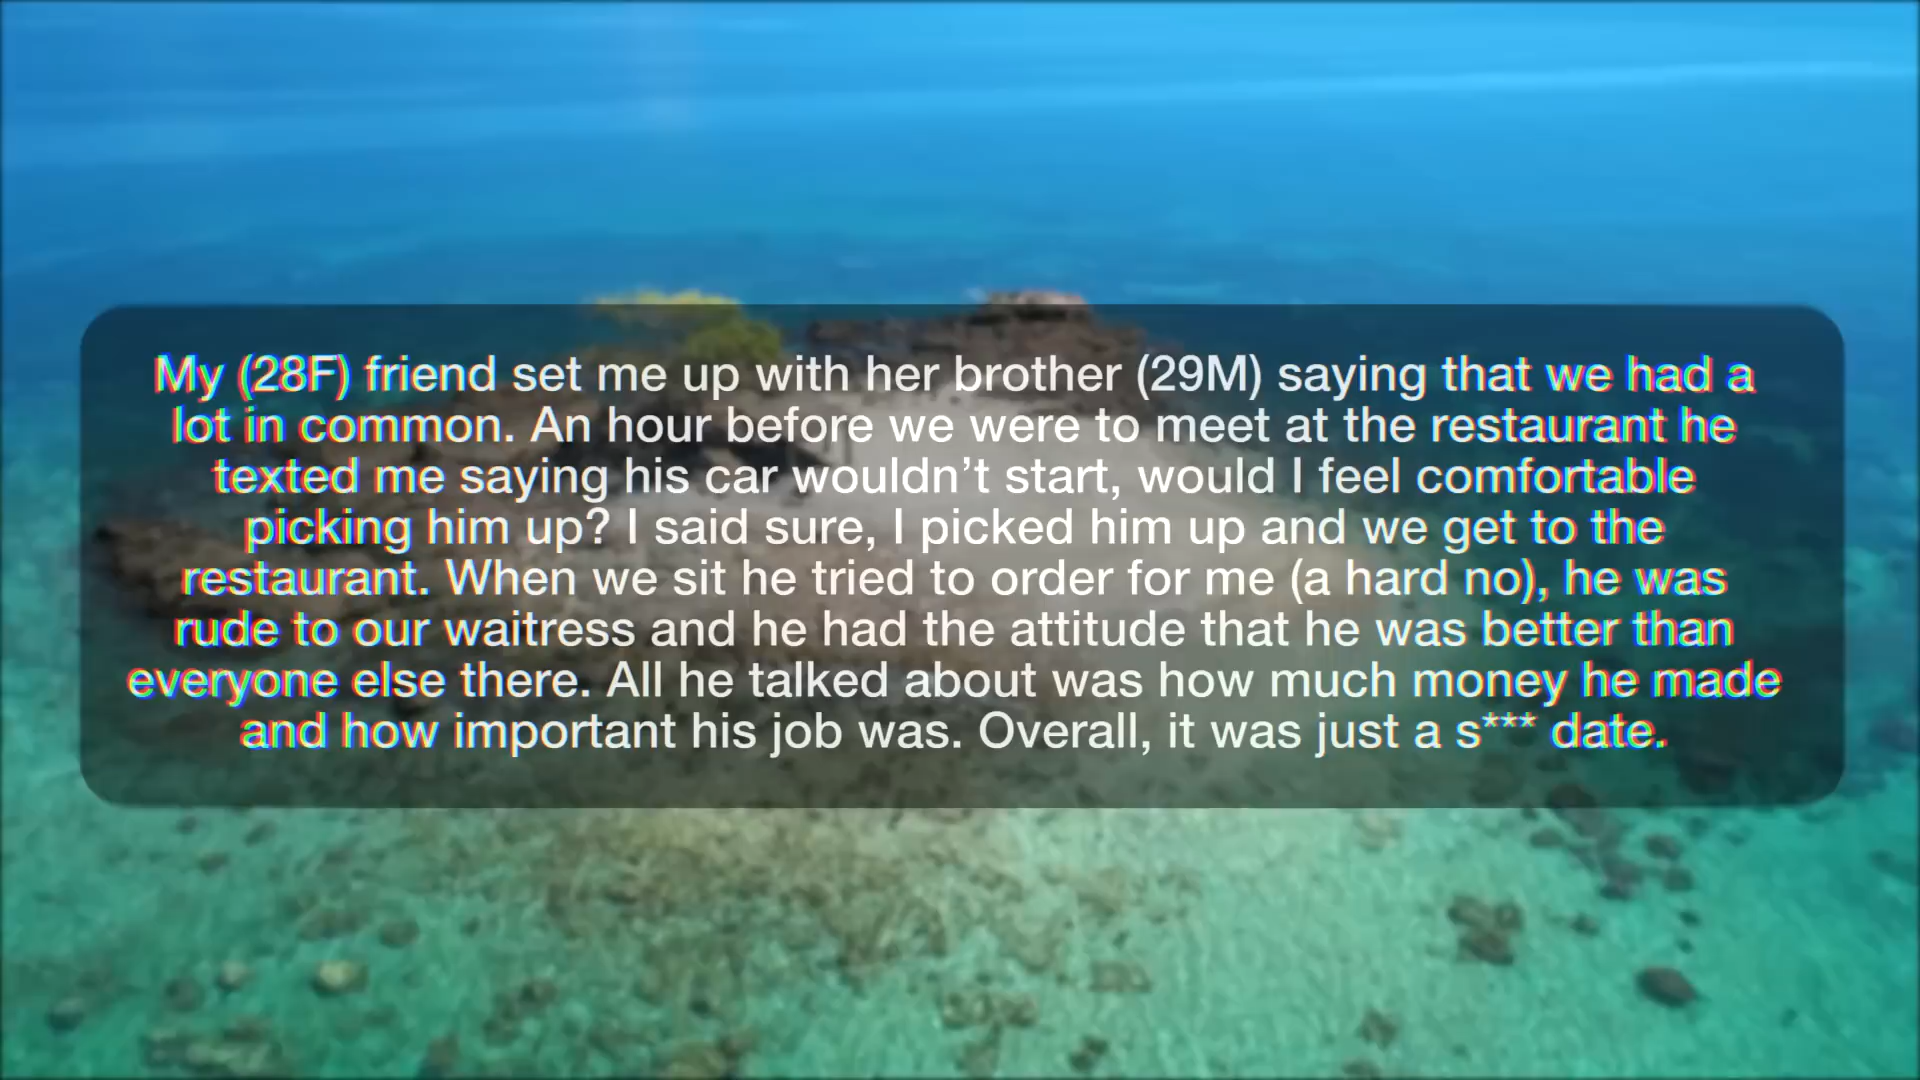 My (28F) friend set me up with her brother (29M) saying that we had a
lot in common. An hour before we were to meet at the restaurant he
texted me saying his car wouldn’t start, would I feel comfortable
picking him up? I said sure, I picked him up and we get to the
restaurant. When we sit he tried to order for me (a hard no), he was
rude to our waitress and he had the attitude that he was better than
everyone else there. All he talked about was how much money he made
and how important his job was. Overall, it was just a s*** date.